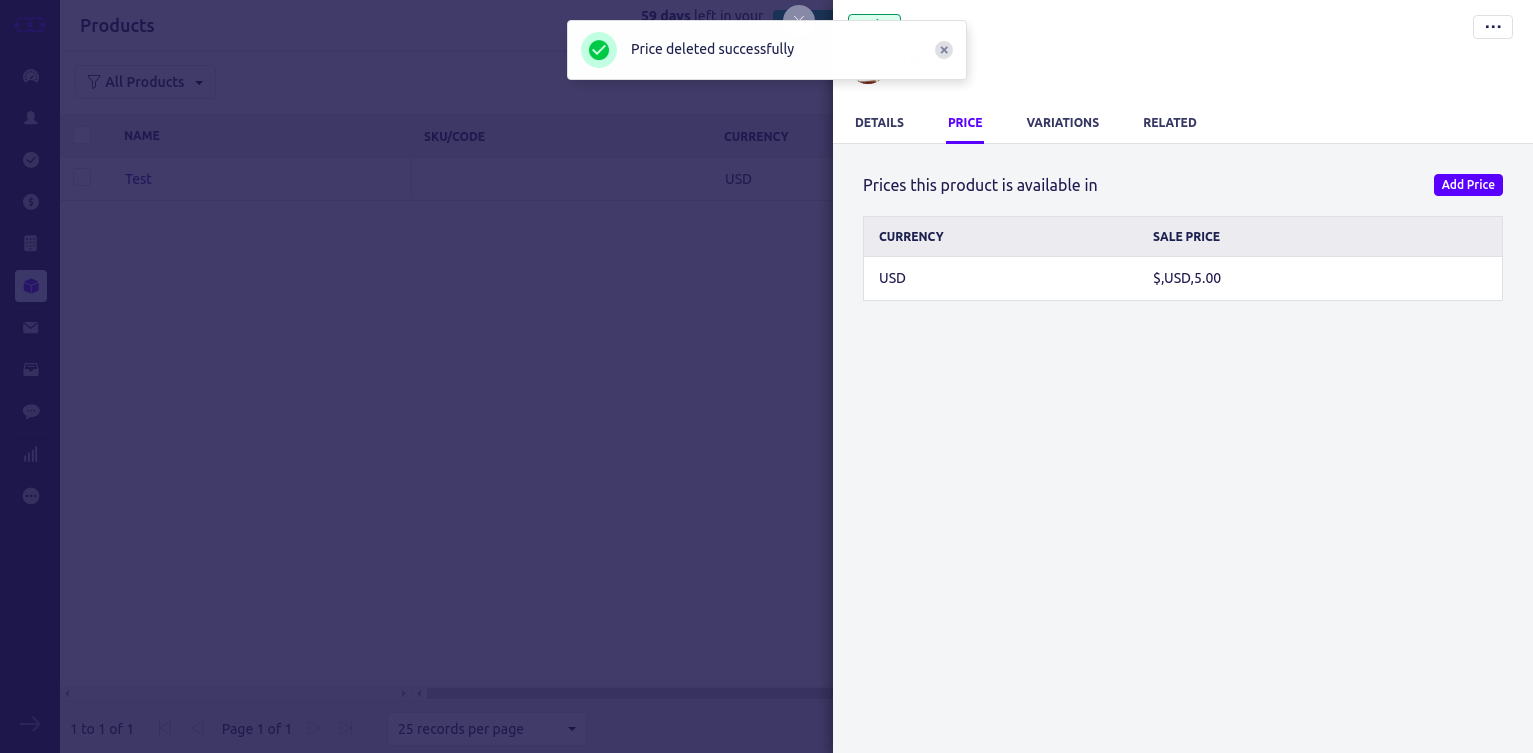 Products
59 days left in your
Price deleted successfully
All Products
NAME
SKU/CODE
CURRENCY
Test
USD
1 to 1 of 1
Page 1 of 1
25 records per page
DETAILS
PRICE
VARIATIONS
RELATED
Prices this product is available in
Add Price
CURRENCY
SALE PRICE
USD
$,USD,5.00